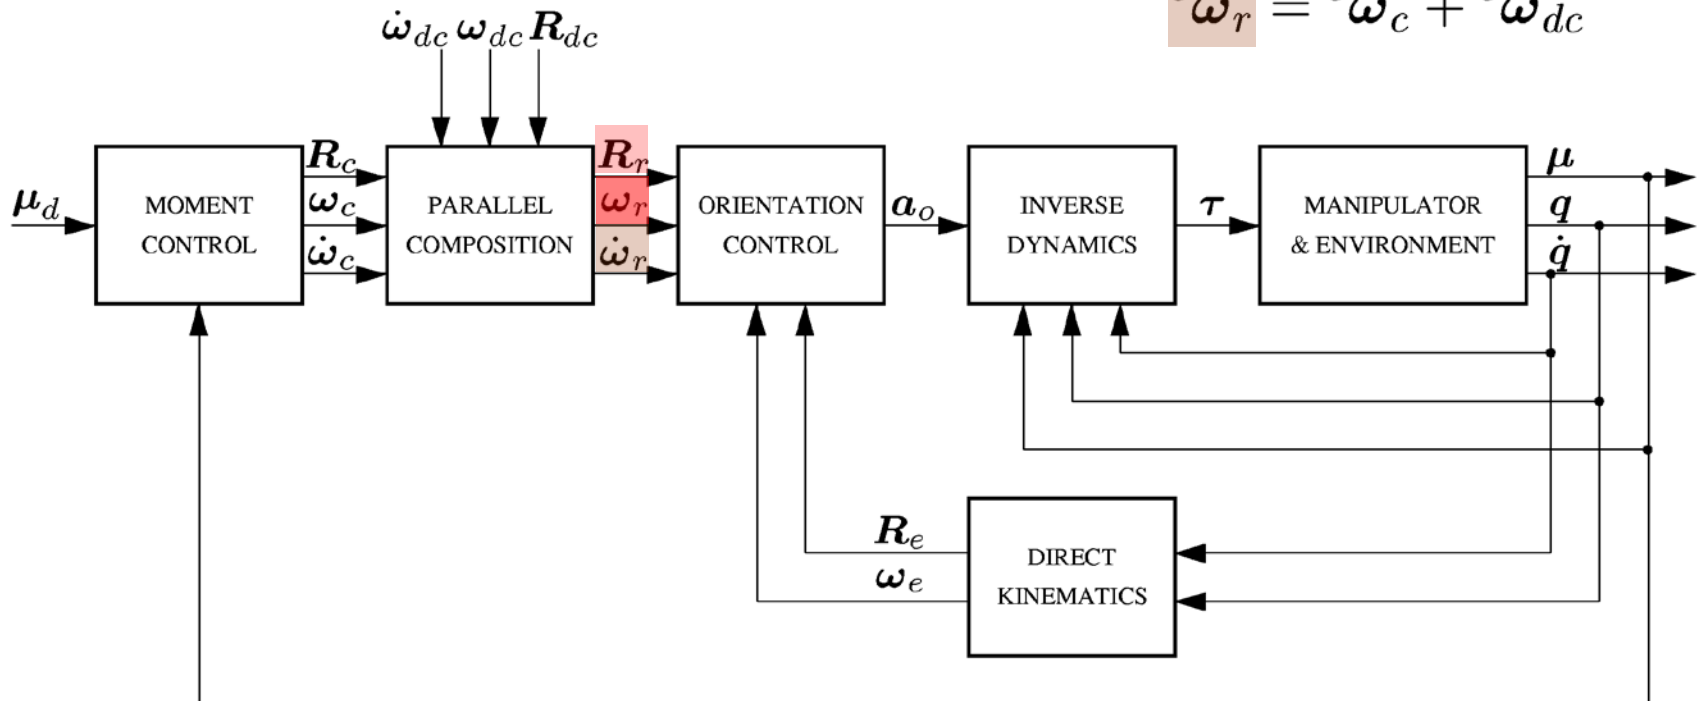 ω_r = ω_c + ω_dc
ω̇_dc ω_dc R_dc
μ_d
MOMENT
CONTROL
R_c
ω_c
ω̇_c
PARALLEL
COMPOSITION
R_r
ω_r
ω̇_r
ORIENTATION
CONTROL
a_o
INVERSE
DYNAMICS
τ
MANIPULATOR
& ENVIRONMENT
μ
q
q̇
R_e
ω_e
DIRECT
KINEMATICS